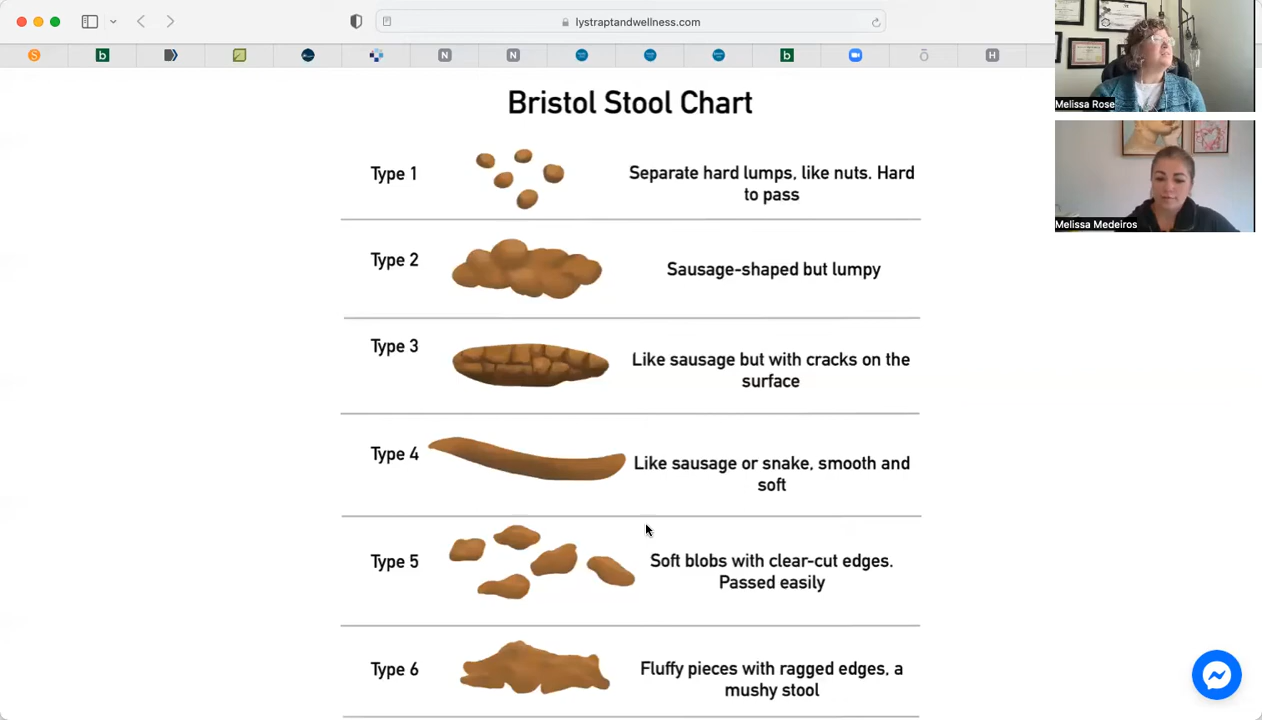 lystraptandwellness.com
S
b
N
N
b
ō
H
Melissa Rose
Melissa Medeiros
Bristol Stool Chart
Type 1
Separate hard lumps, like nuts. Hard
to pass
Type 2
Sausage-shaped but lumpy
Type 3
Like sausage but with cracks on the
surface
Type 4
Like sausage or snake, smooth and
soft
Type 5
Soft blobs with clear-cut edges.
Passed easily
Type 6
Fluffy pieces with ragged edges, a
mushy stool